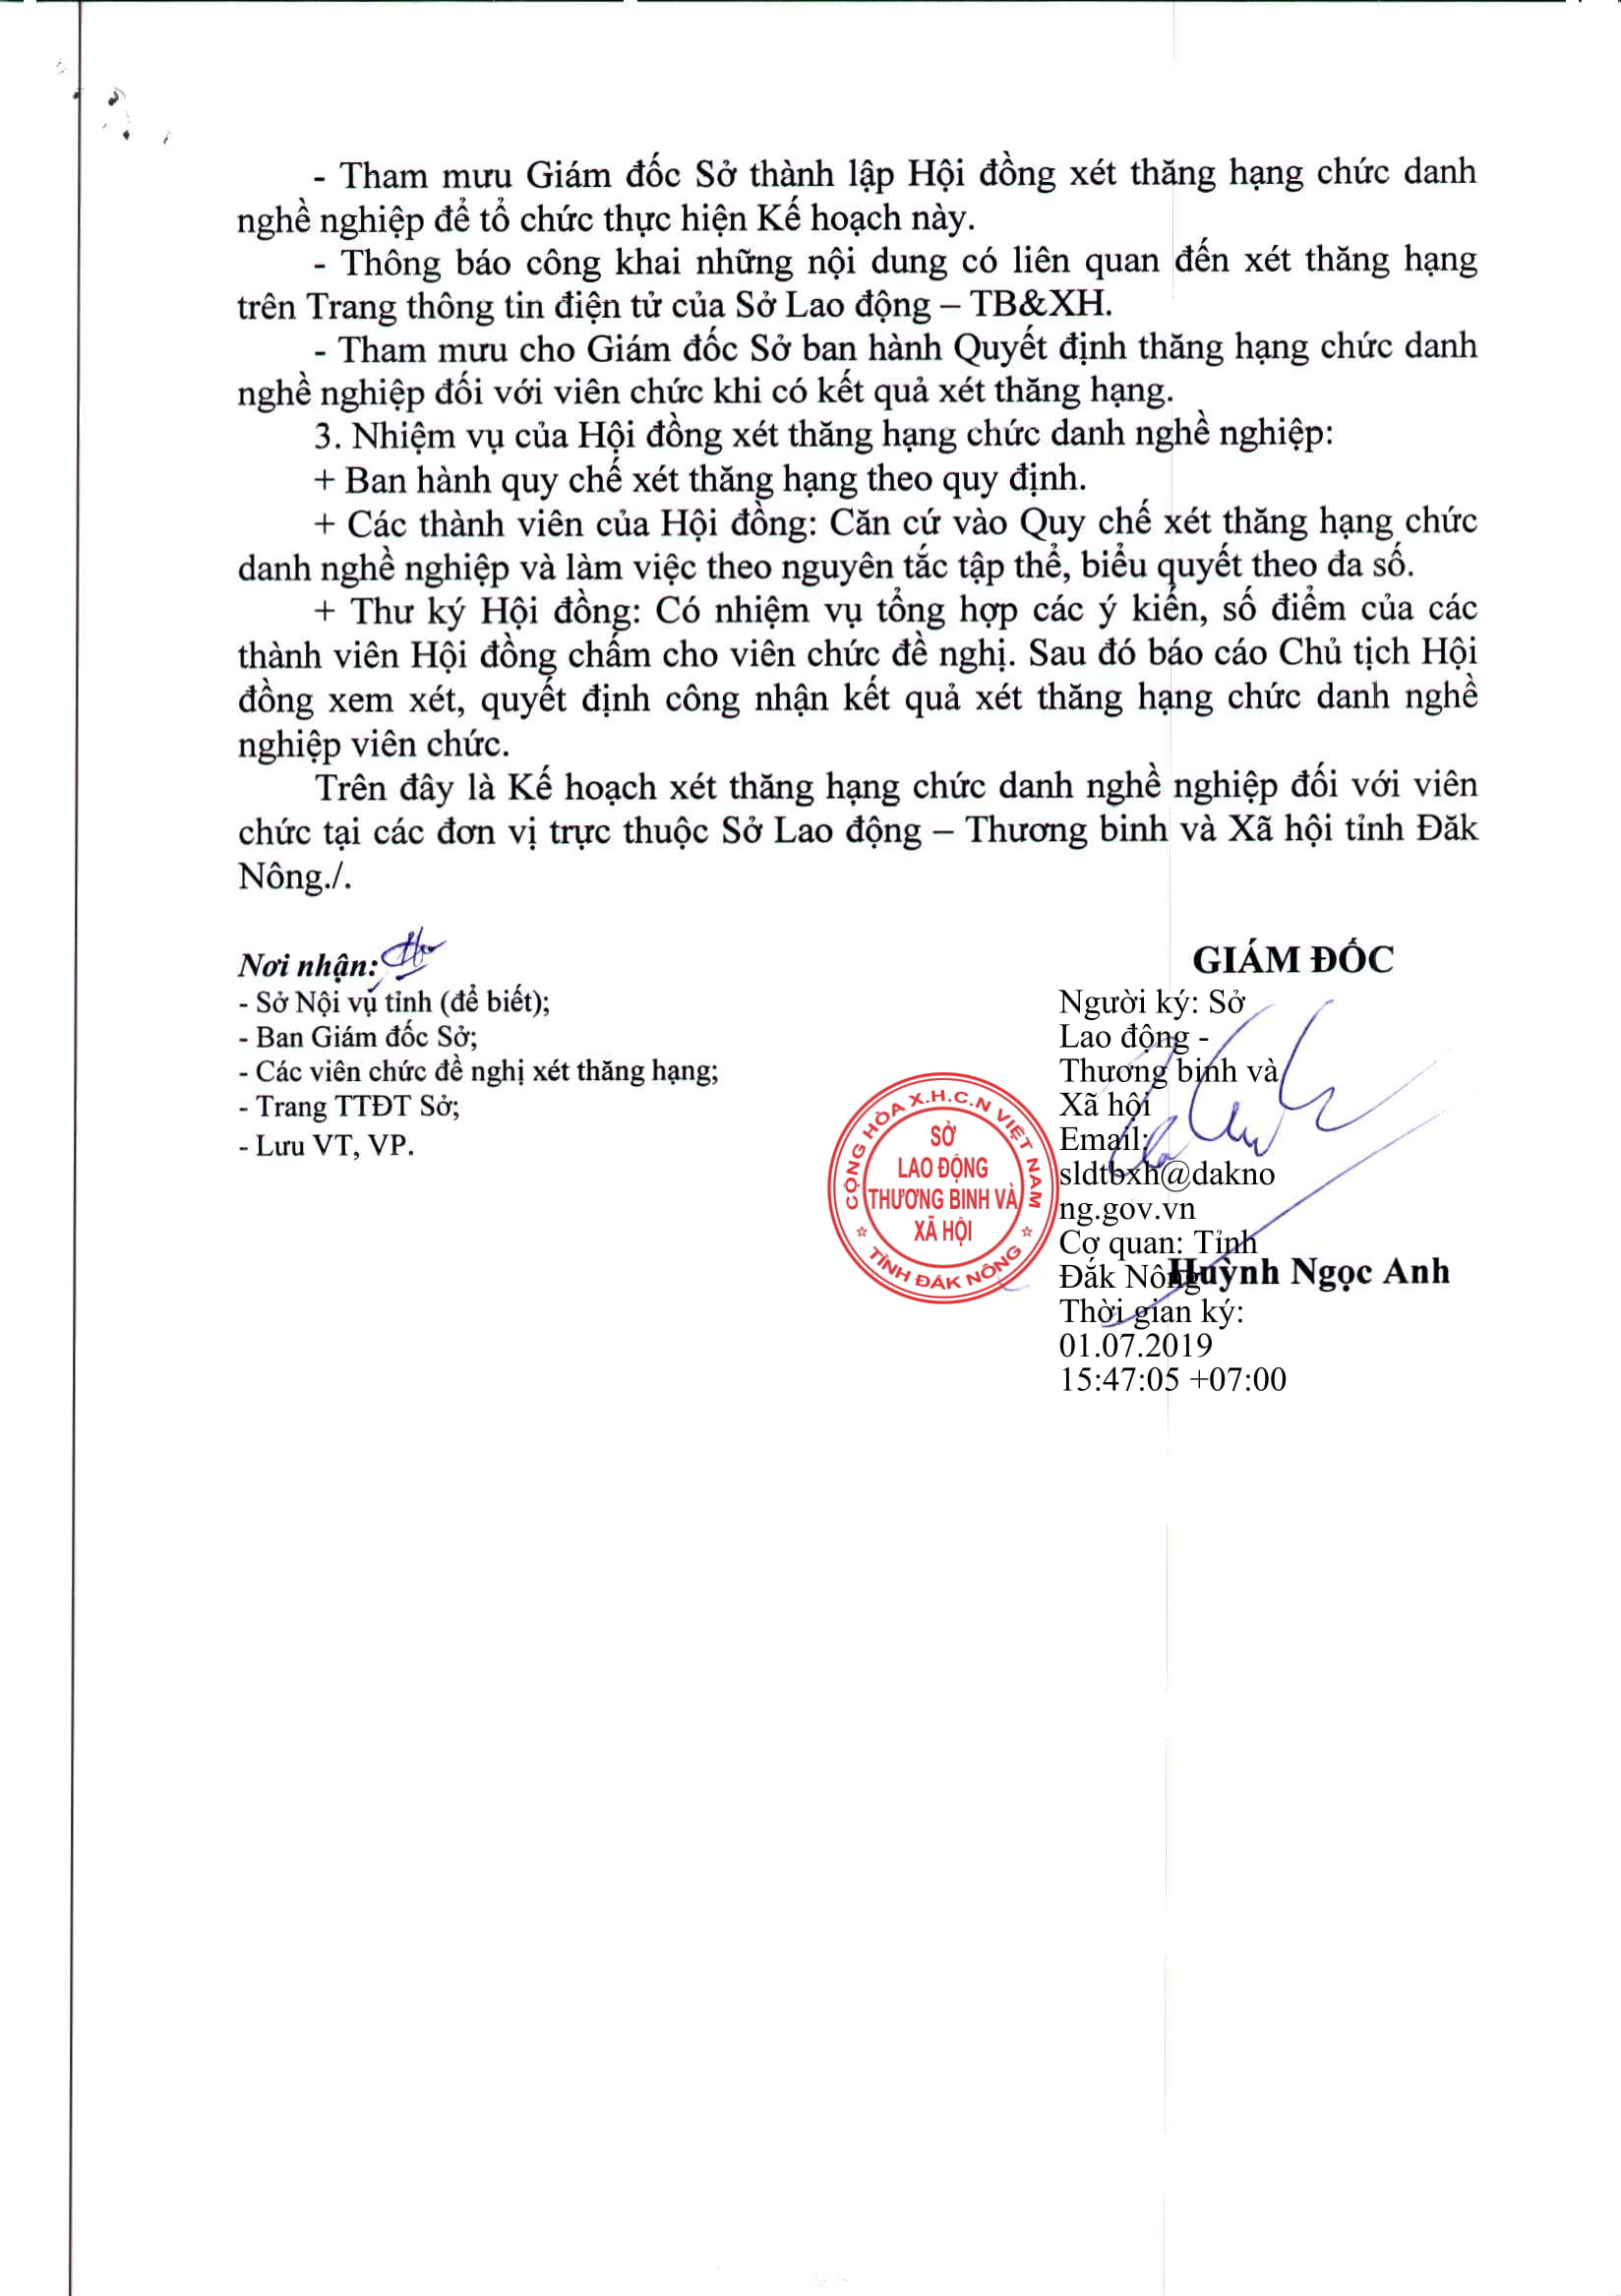 - Tham mưu Giám đốc Sở thành lập Hội đồng xét thăng hạng chức danh
nghề nghiệp để tổ chức thực hiện Kế hoạch này.
- Thông báo công khai những nội dung có liên quan đến xét thăng hạng
trên Trang thông tin điện tử của Sở Lao động – TB&XH.
- Tham mưu cho Giám đốc Sở ban hành Quyết định thăng hạng chức danh
nghề nghiệp đối với viên chức khi có kết quả xét thăng hạng.
3. Nhiệm vụ của Hội đồng xét thăng hạng chức danh nghề nghiệp:
+ Ban hành quy chế xét thăng hạng theo quy định.
+ Các thành viên của Hội đồng: Căn cứ vào Quy chế xét thăng hạng chức
danh nghề nghiệp và làm việc theo nguyên tắc tập thể, biểu quyết theo đa số.
+ Thư ký Hội đồng: Có nhiệm vụ tổng hợp các ý kiến, số điểm của các
thành viên Hội đồng chấm cho viên chức đề nghị. Sau đó báo cáo Chủ tịch Hội
đồng xem xét, quyết định công nhận kết quả xét thăng hạng chức danh nghề
nghiệp viên chức.
Trên đây là Kế hoạch xét thăng hạng chức danh nghề nghiệp đối với viên
chức tại các đơn vị trực thuộc Sở Lao động – Thương binh và Xã hội tỉnh Đăk
Nông./.
Nơi nhận:
- Sở Nội vụ tỉnh (để biết);
- Ban Giám đốc Sở;
- Các viên chức đề nghị xét thăng hạng;
- Trang TTĐT Sở;
- Lưu VT, VP.
GIÁM ĐỐC
Người ký: Sở
Lao động -
Thương binh và
Xã hội
Email:
sldtbxh@dakno
ng.gov.vn
Cơ quan: Tỉnh
Đắk Nông
Thời gian ký:
01.07.2019
15:47:05 +07:00
Huỳnh Ngọc Anh
CỘNG HÒA X.H.C.N VIỆT NAM
SỞ
LAO ĐỘNG
THƯƠNG BINH VÀ
XÃ HỘI
TỈNH ĐẮK NÔNG